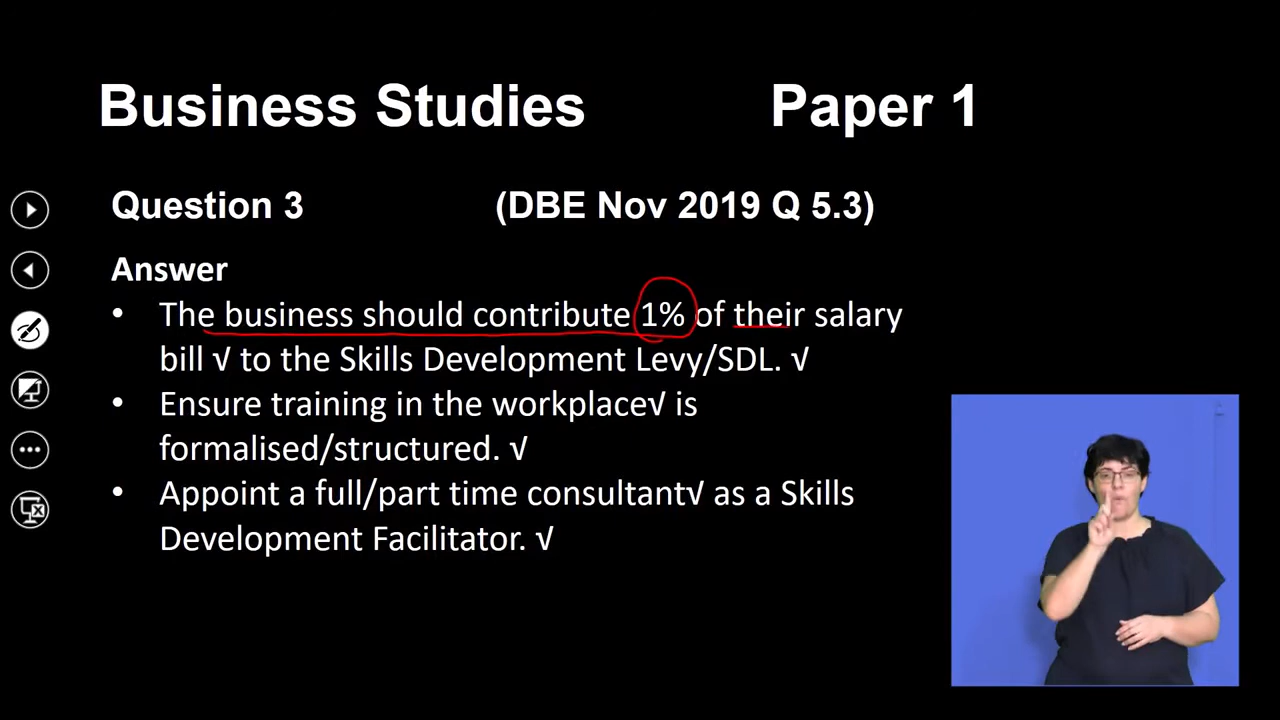 Business Studies Paper 1
Question 3 (DBE Nov 2019 Q 5.3)
Answer
• The business should contribute 1% of their salary
bill √ to the Skills Development Levy/SDL. √
• Ensure training in the workplace√ is
formalised/structured. √
• Appoint a full/part time consultant√ as a Skills
Development Facilitator. √